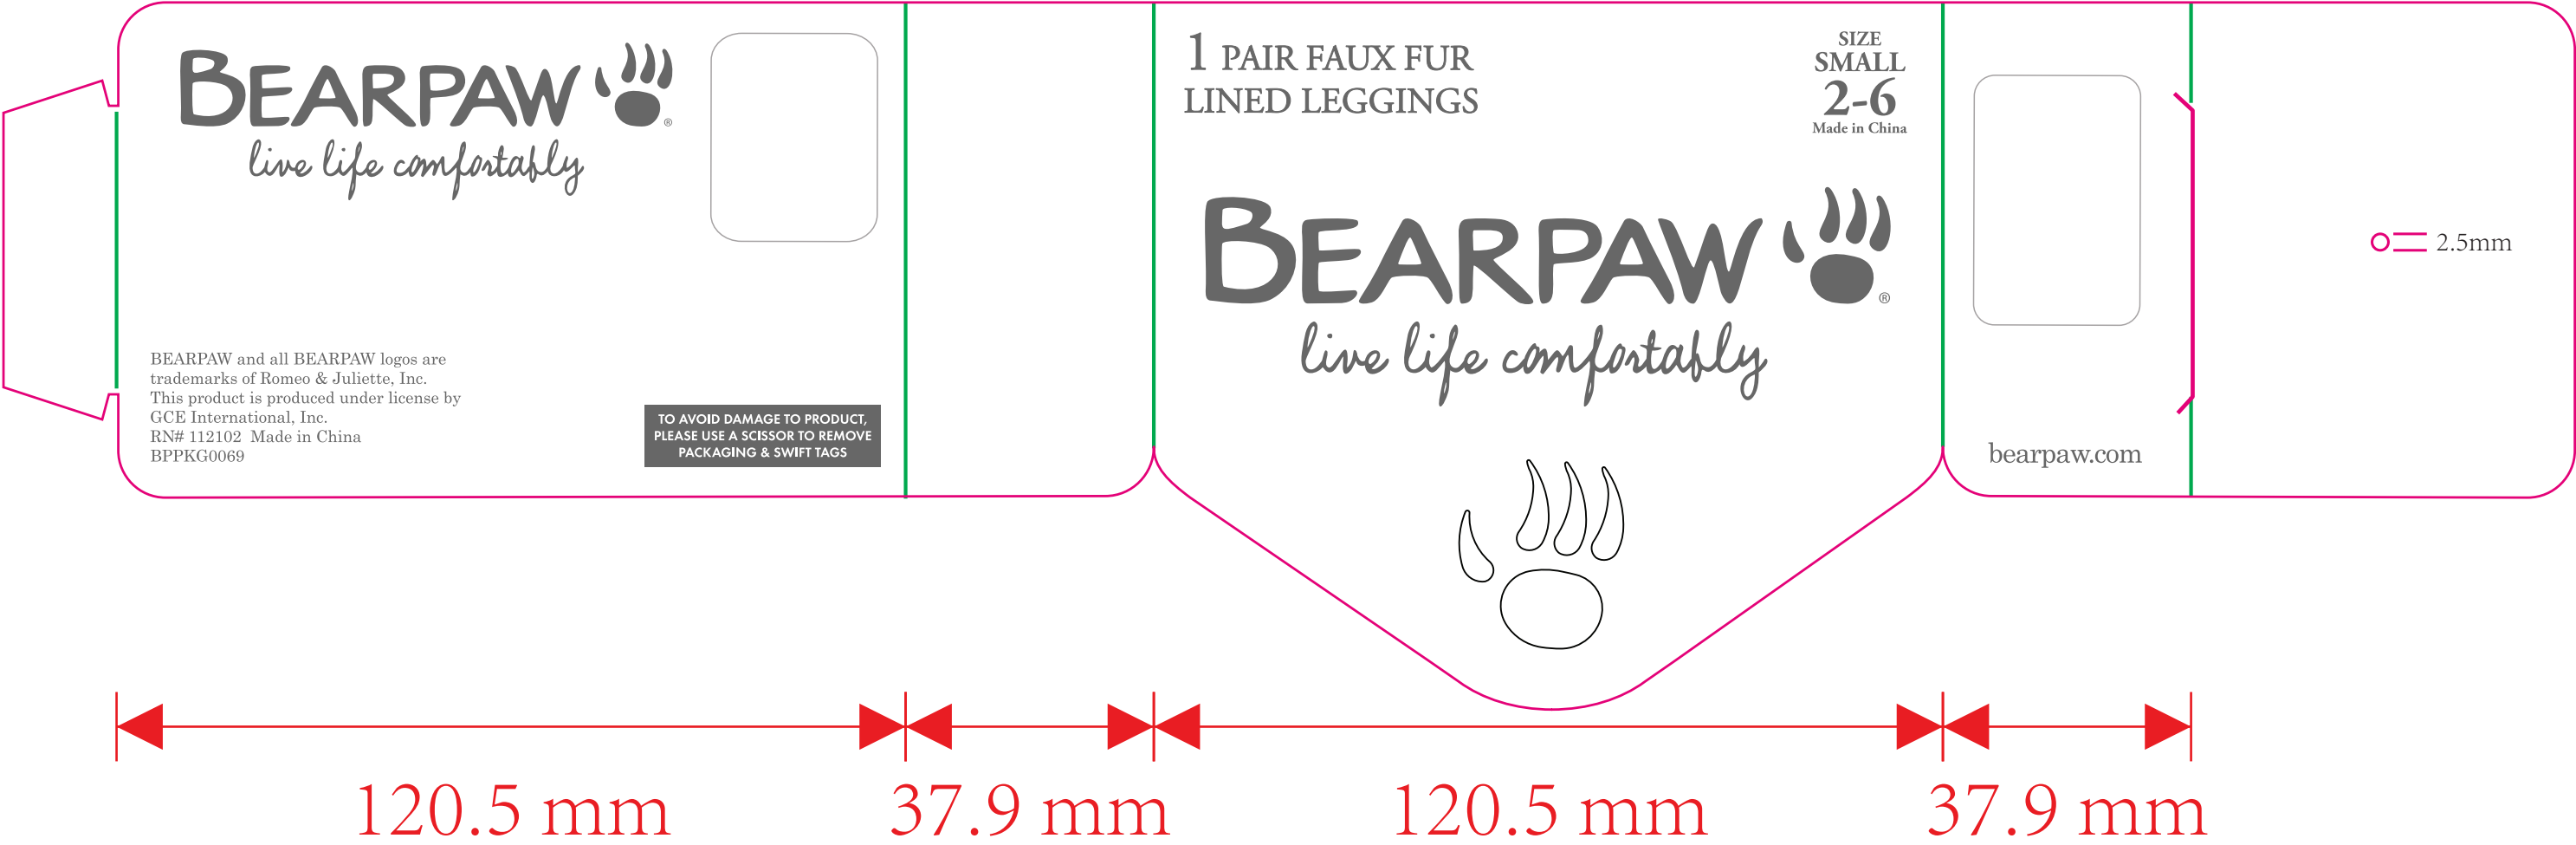 BEARPAW ®
live life comfortably
BEARPAW and all BEARPAW logos are
trademarks of Romeo & Juliette, Inc.
This product is produced under license by
GCE International, Inc.
RN# 112102  Made in China
BPPKG0069
TO AVOID DAMAGE TO PRODUCT,
PLEASE USE A SCISSOR TO REMOVE
PACKAGING & SWIFT TAGS
1 PAIR FAUX FUR
LINED LEGGINGS
SIZE
SMALL
2-6
Made in China
BEARPAW ®
live life comfortably
bearpaw.com
2.5mm
120.5 mm
37.9 mm
120.5 mm
37.9 mm